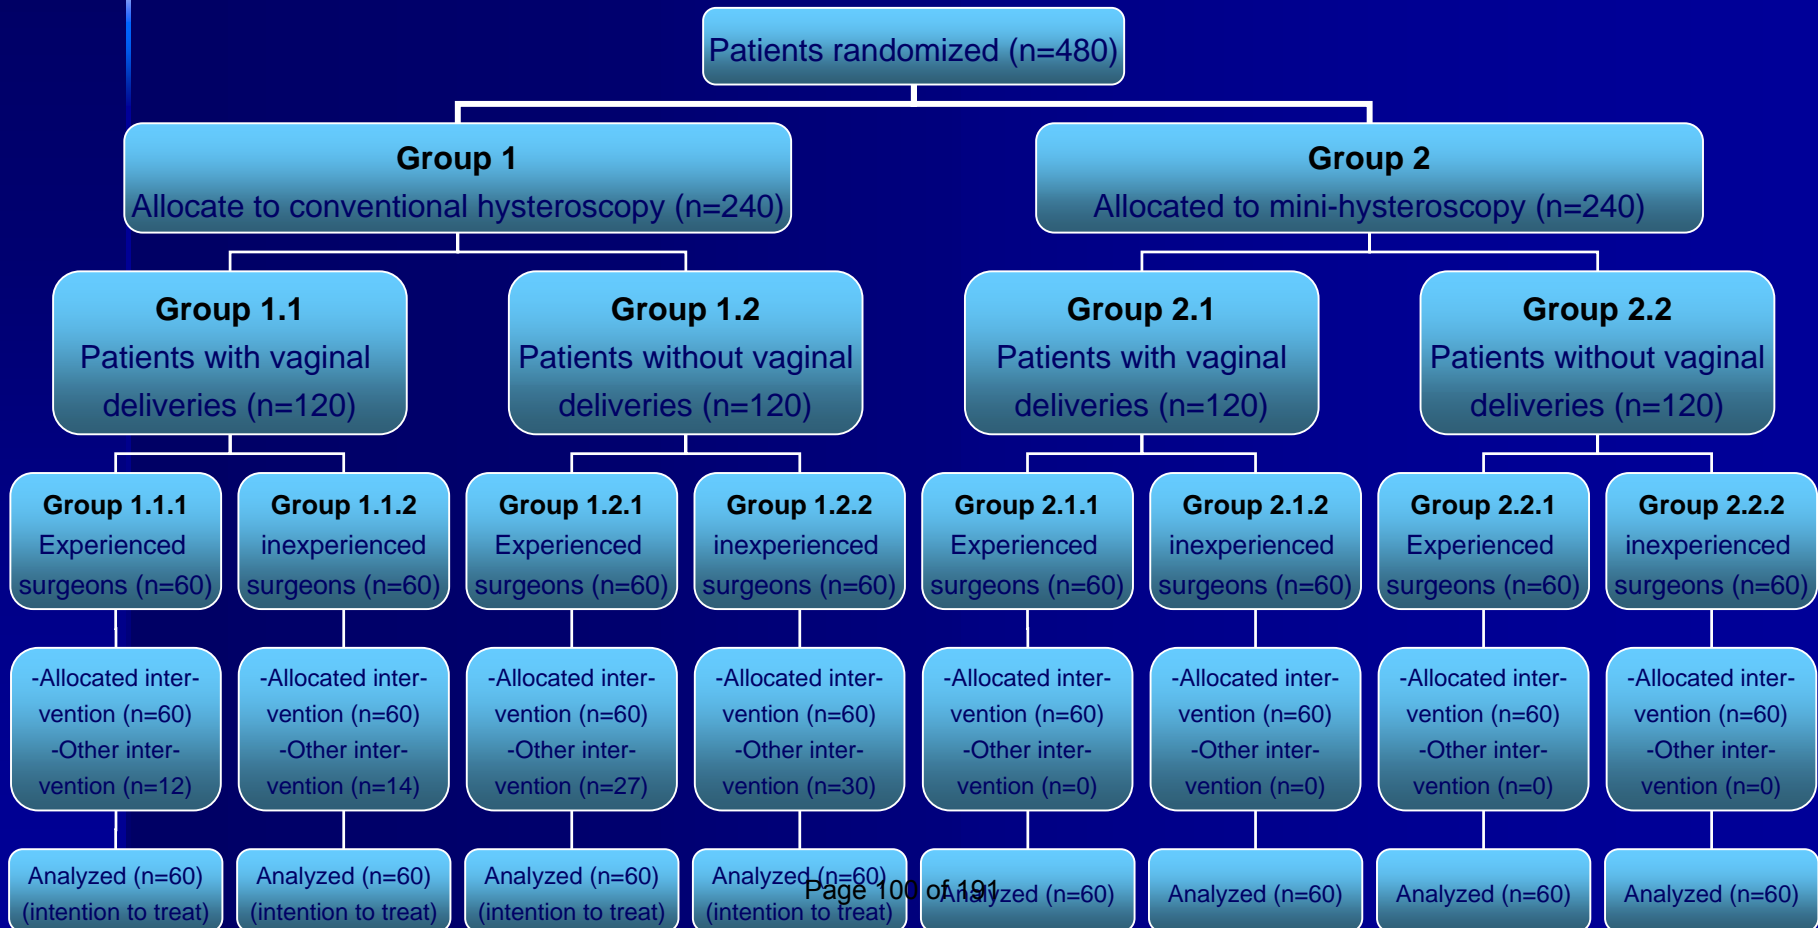 Patients randomized (n=480)
Group 1
Allocate to conventional hysteroscopy (n=240)
Group 2
Allocated to mini-hysteroscopy (n=240)
Group 1.1
Patients with vaginal
deliveries (n=120)
Group 1.2
Patients without vaginal
deliveries (n=120)
Group 2.1
Patients with vaginal
deliveries (n=120)
Group 2.2
Patients without vaginal
deliveries (n=120)
Group 1.1.1
Experienced
surgeons (n=60)
Group 1.1.2
inexperienced
surgeons (n=60)
Group 1.2.1
Experienced
surgeons (n=60)
Group 1.2.2
inexperienced
surgeons (n=60)
Group 2.1.1
Experienced
surgeons (n=60)
Group 2.1.2
inexperienced
surgeons (n=60)
Group 2.2.1
Experienced
surgeons (n=60)
Group 2.2.2
inexperienced
surgeons (n=60)
-Allocated inter-
vention (n=60)
-Other inter-
vention (n=12)
-Allocated inter-
vention (n=60)
-Other inter-
vention (n=14)
-Allocated inter-
vention (n=60)
-Other inter-
vention (n=27)
-Allocated inter-
vention (n=60)
-Other inter-
vention (n=30)
-Allocated inter-
vention (n=60)
-Other inter-
vention (n=0)
-Allocated inter-
vention (n=60)
-Other inter-
vention (n=0)
-Allocated inter-
vention (n=60)
-Other inter-
vention (n=0)
-Allocated inter-
vention (n=60)
-Other inter-
vention (n=0)
Analyzed (n=60)
(intention to treat)
Analyzed (n=60)
(intention to treat)
Analyzed (n=60)
(intention to treat)
Analyzed (n=60)
(intention to treat)
Analyzed (n=60)
Analyzed (n=60)
Analyzed (n=60)
Analyzed (n=60)
Page 100 of 191